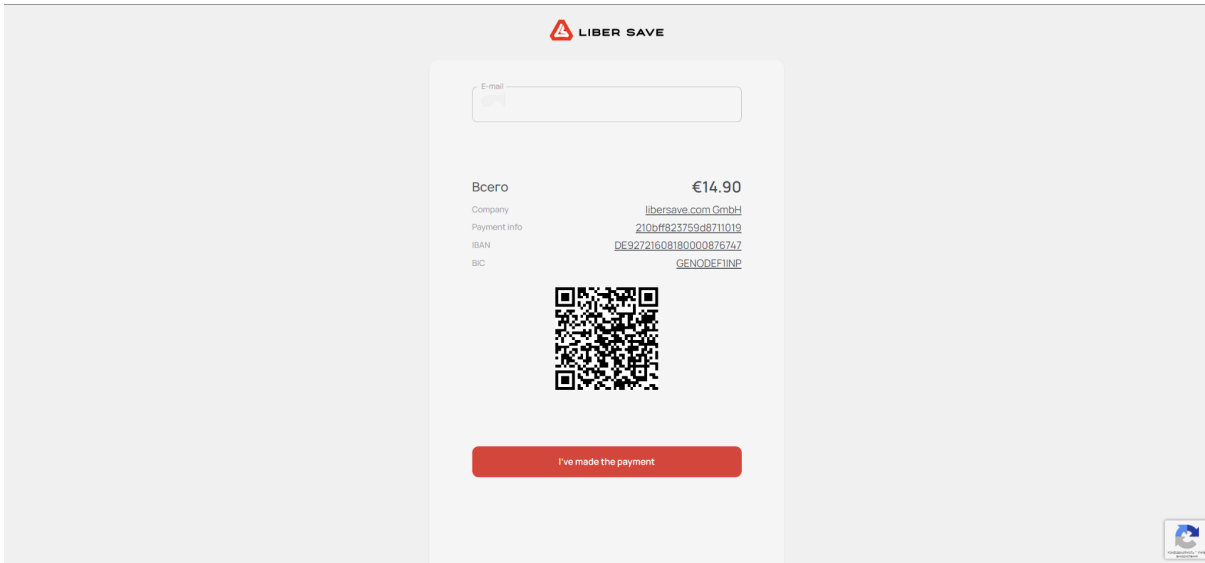 LIBER SAVE
E-mail
Всего €14.90
Company libersave.com GmbH
Payment info 210bff823759d8711019
IBAN DE92721608180000876747
BIC GENODEF1INP
I've made the payment